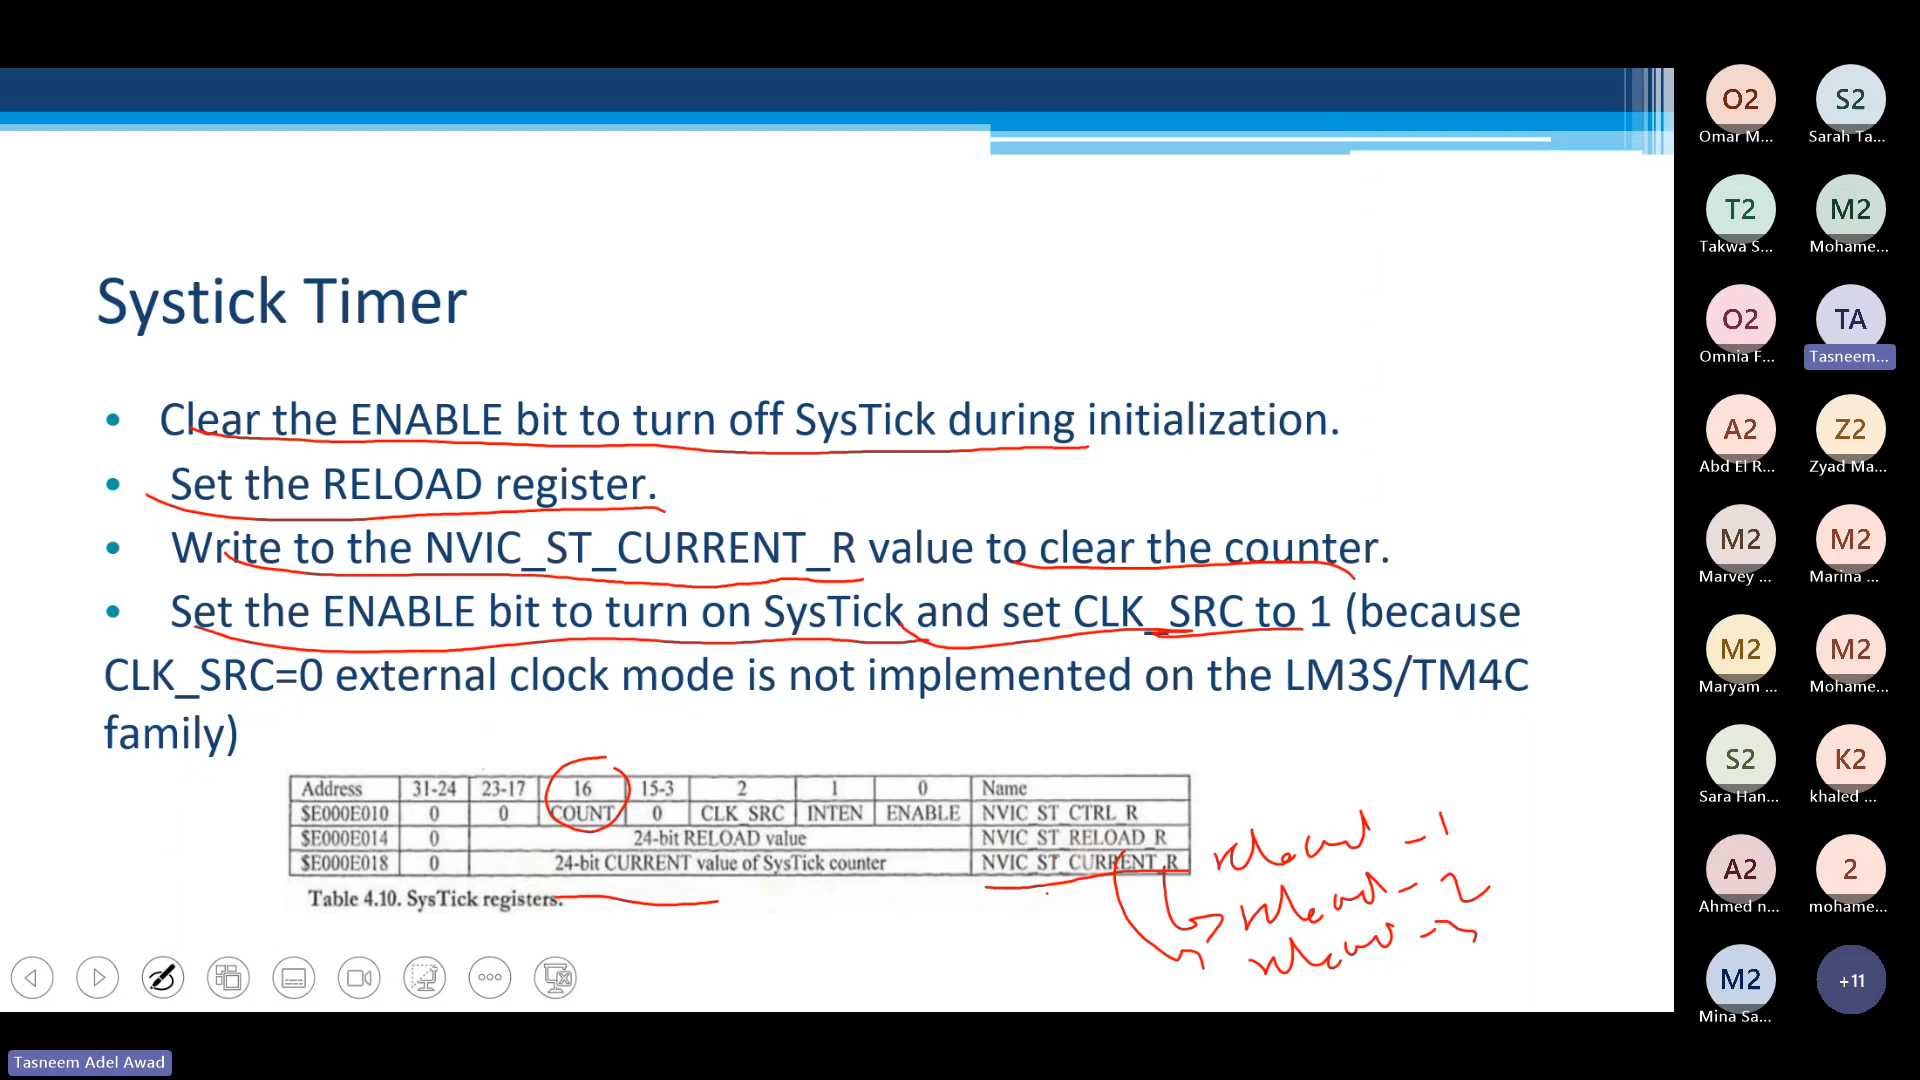 Systick Timer
• Clear the ENABLE bit to turn off SysTick during initialization.
• Set the RELOAD register.
• Write to the NVIC_ST_CURRENT_R value to clear the counter.
• Set the ENABLE bit to turn on SysTick and set CLK_SRC to 1 (because
CLK_SRC=0 external clock mode is not implemented on the LM3S/TM4C
family)
Address 31-24 23-17 16 15-3 2 1 0 Name
$E000E010 0 0 COUNT 0 CLK_SRC INTEN ENABLE NVIC_ST_CTRL_R
$E000E014 0 24-bit RELOAD value NVIC_ST_RELOAD_R
$E000E018 0 24-bit CURRENT value of SysTick counter NVIC_ST_CURRENT_R
Table 4.10. SysTick registers.
reload -1
reload - 2
reload - 3
O2 S2
Omar M... Sarah Ta...
T2 M2
Takwa S... Mohame...
O2 TA
Omnia F... Tasneem...
A2 Z2
Abd El R... Zyad Ma...
M2 M2
Marvey ... Marina ...
M2 M2
Maryam ... Mohame...
S2 K2
Sara Han... khaled ...
A2 2
Ahmed n... mohame...
M2 +11
Mina Sa...
Tasneem Adel Awad